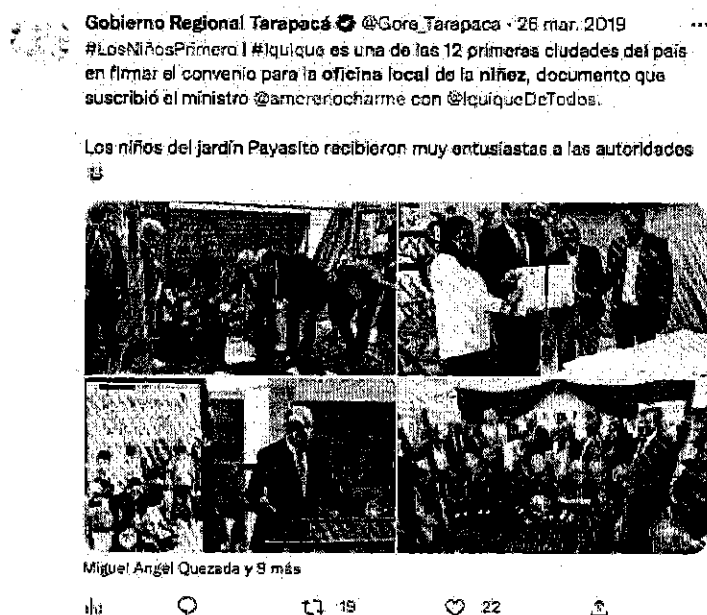 Gobierno Regional Tarapacá @Gore_Tarapaca · 26 mar. 2019 ...
#LosNiñosPrimero | #Iquique es una de las 12 primeras ciudades del país
en firmar el convenio para la oficina local de la niñez, documento que
suscribió el ministro @amorenocharme con @IquiqueDeTodos.
Los niños del jardín Payasito recibieron muy entusiastas a las autoridades
Miguel Angel Quezada y 9 más
19 22